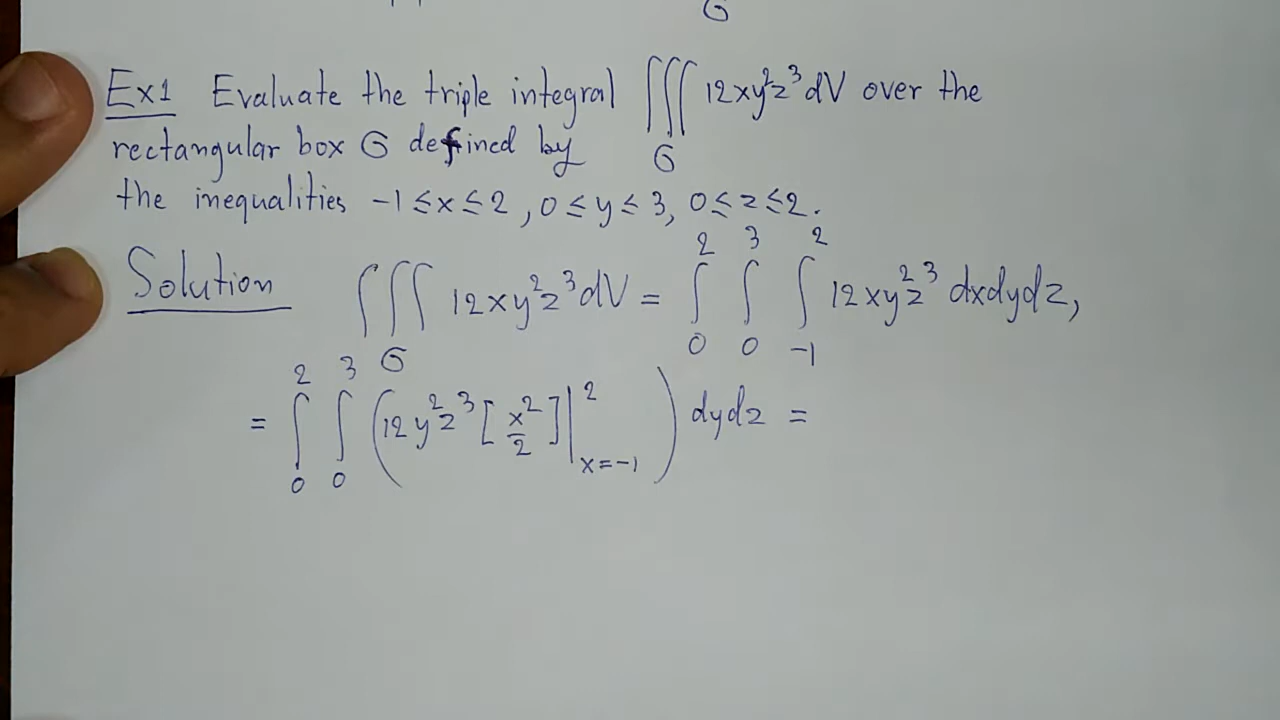 G
Ex1 Evaluate the triple integral ∭_G 12xy²z³dV over the
rectangular box G defined by
the inequalities -1≤x≤2, 0≤y≤3, 0≤z≤2.
Solution ∭_G 12xy²z³dV = ∫_0^2 ∫_0^3 ∫_{-1}^2 12xy²z³ dxdydz,
= ∫_0^2 ∫_0^3 (12y²z³[x²/2]|_{x=-1}^2) dydz =